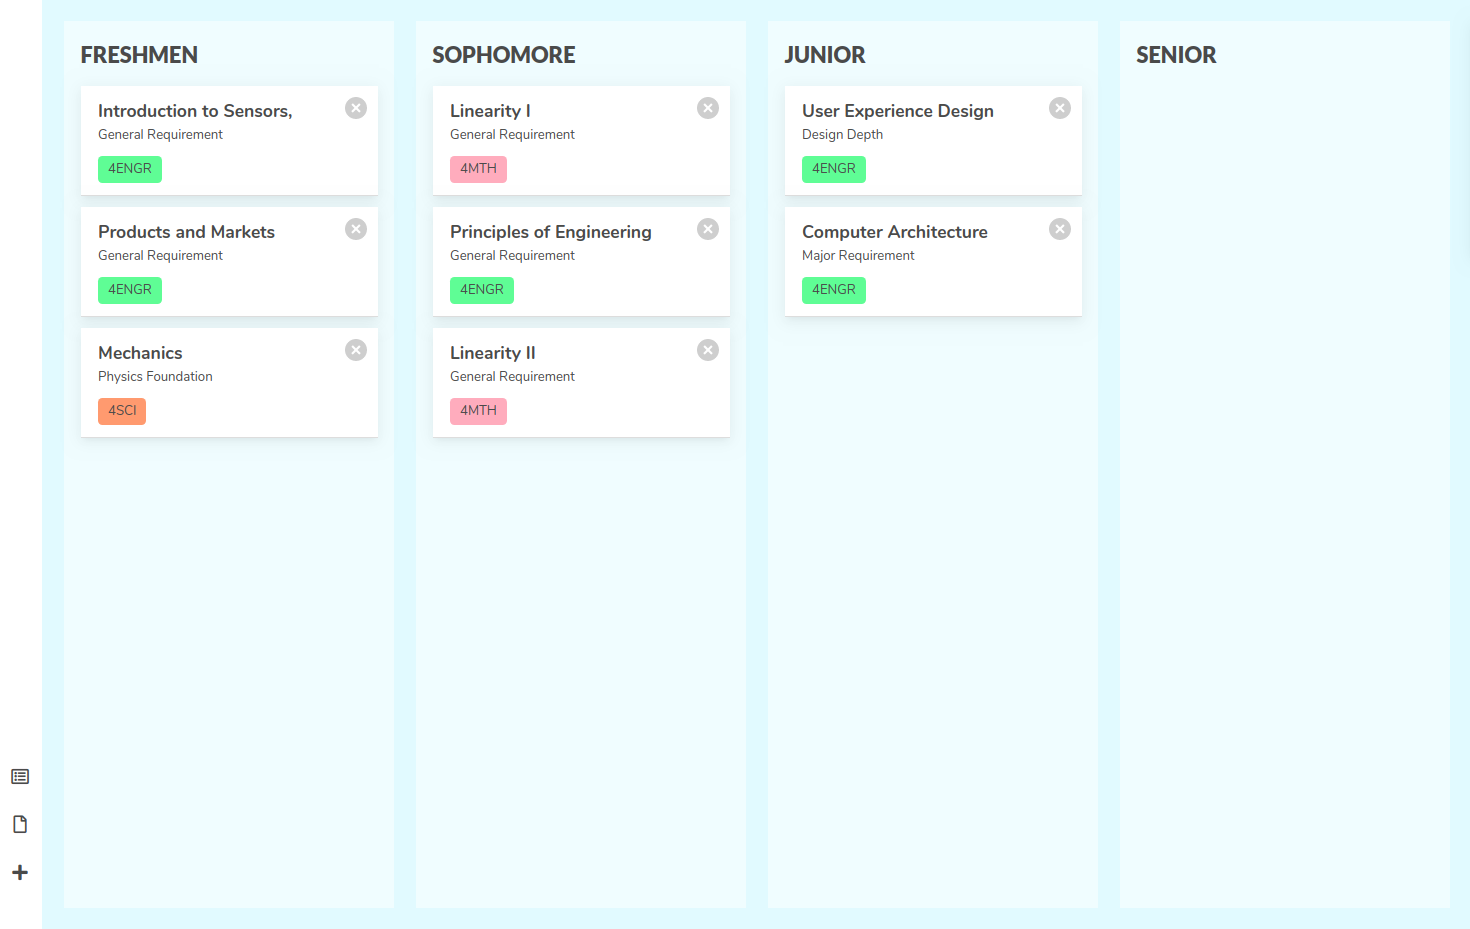 FRESHMEN
Introduction to Sensors,
General Requirement
4ENGR
Products and Markets
General Requirement
4ENGR
Mechanics
Physics Foundation
4SCI
SOPHOMORE
Linearity I
General Requirement
4MTH
Principles of Engineering
General Requirement
4ENGR
Linearity II
General Requirement
4MTH
JUNIOR
User Experience Design
Design Depth
4ENGR
Computer Architecture
Major Requirement
4ENGR
SENIOR